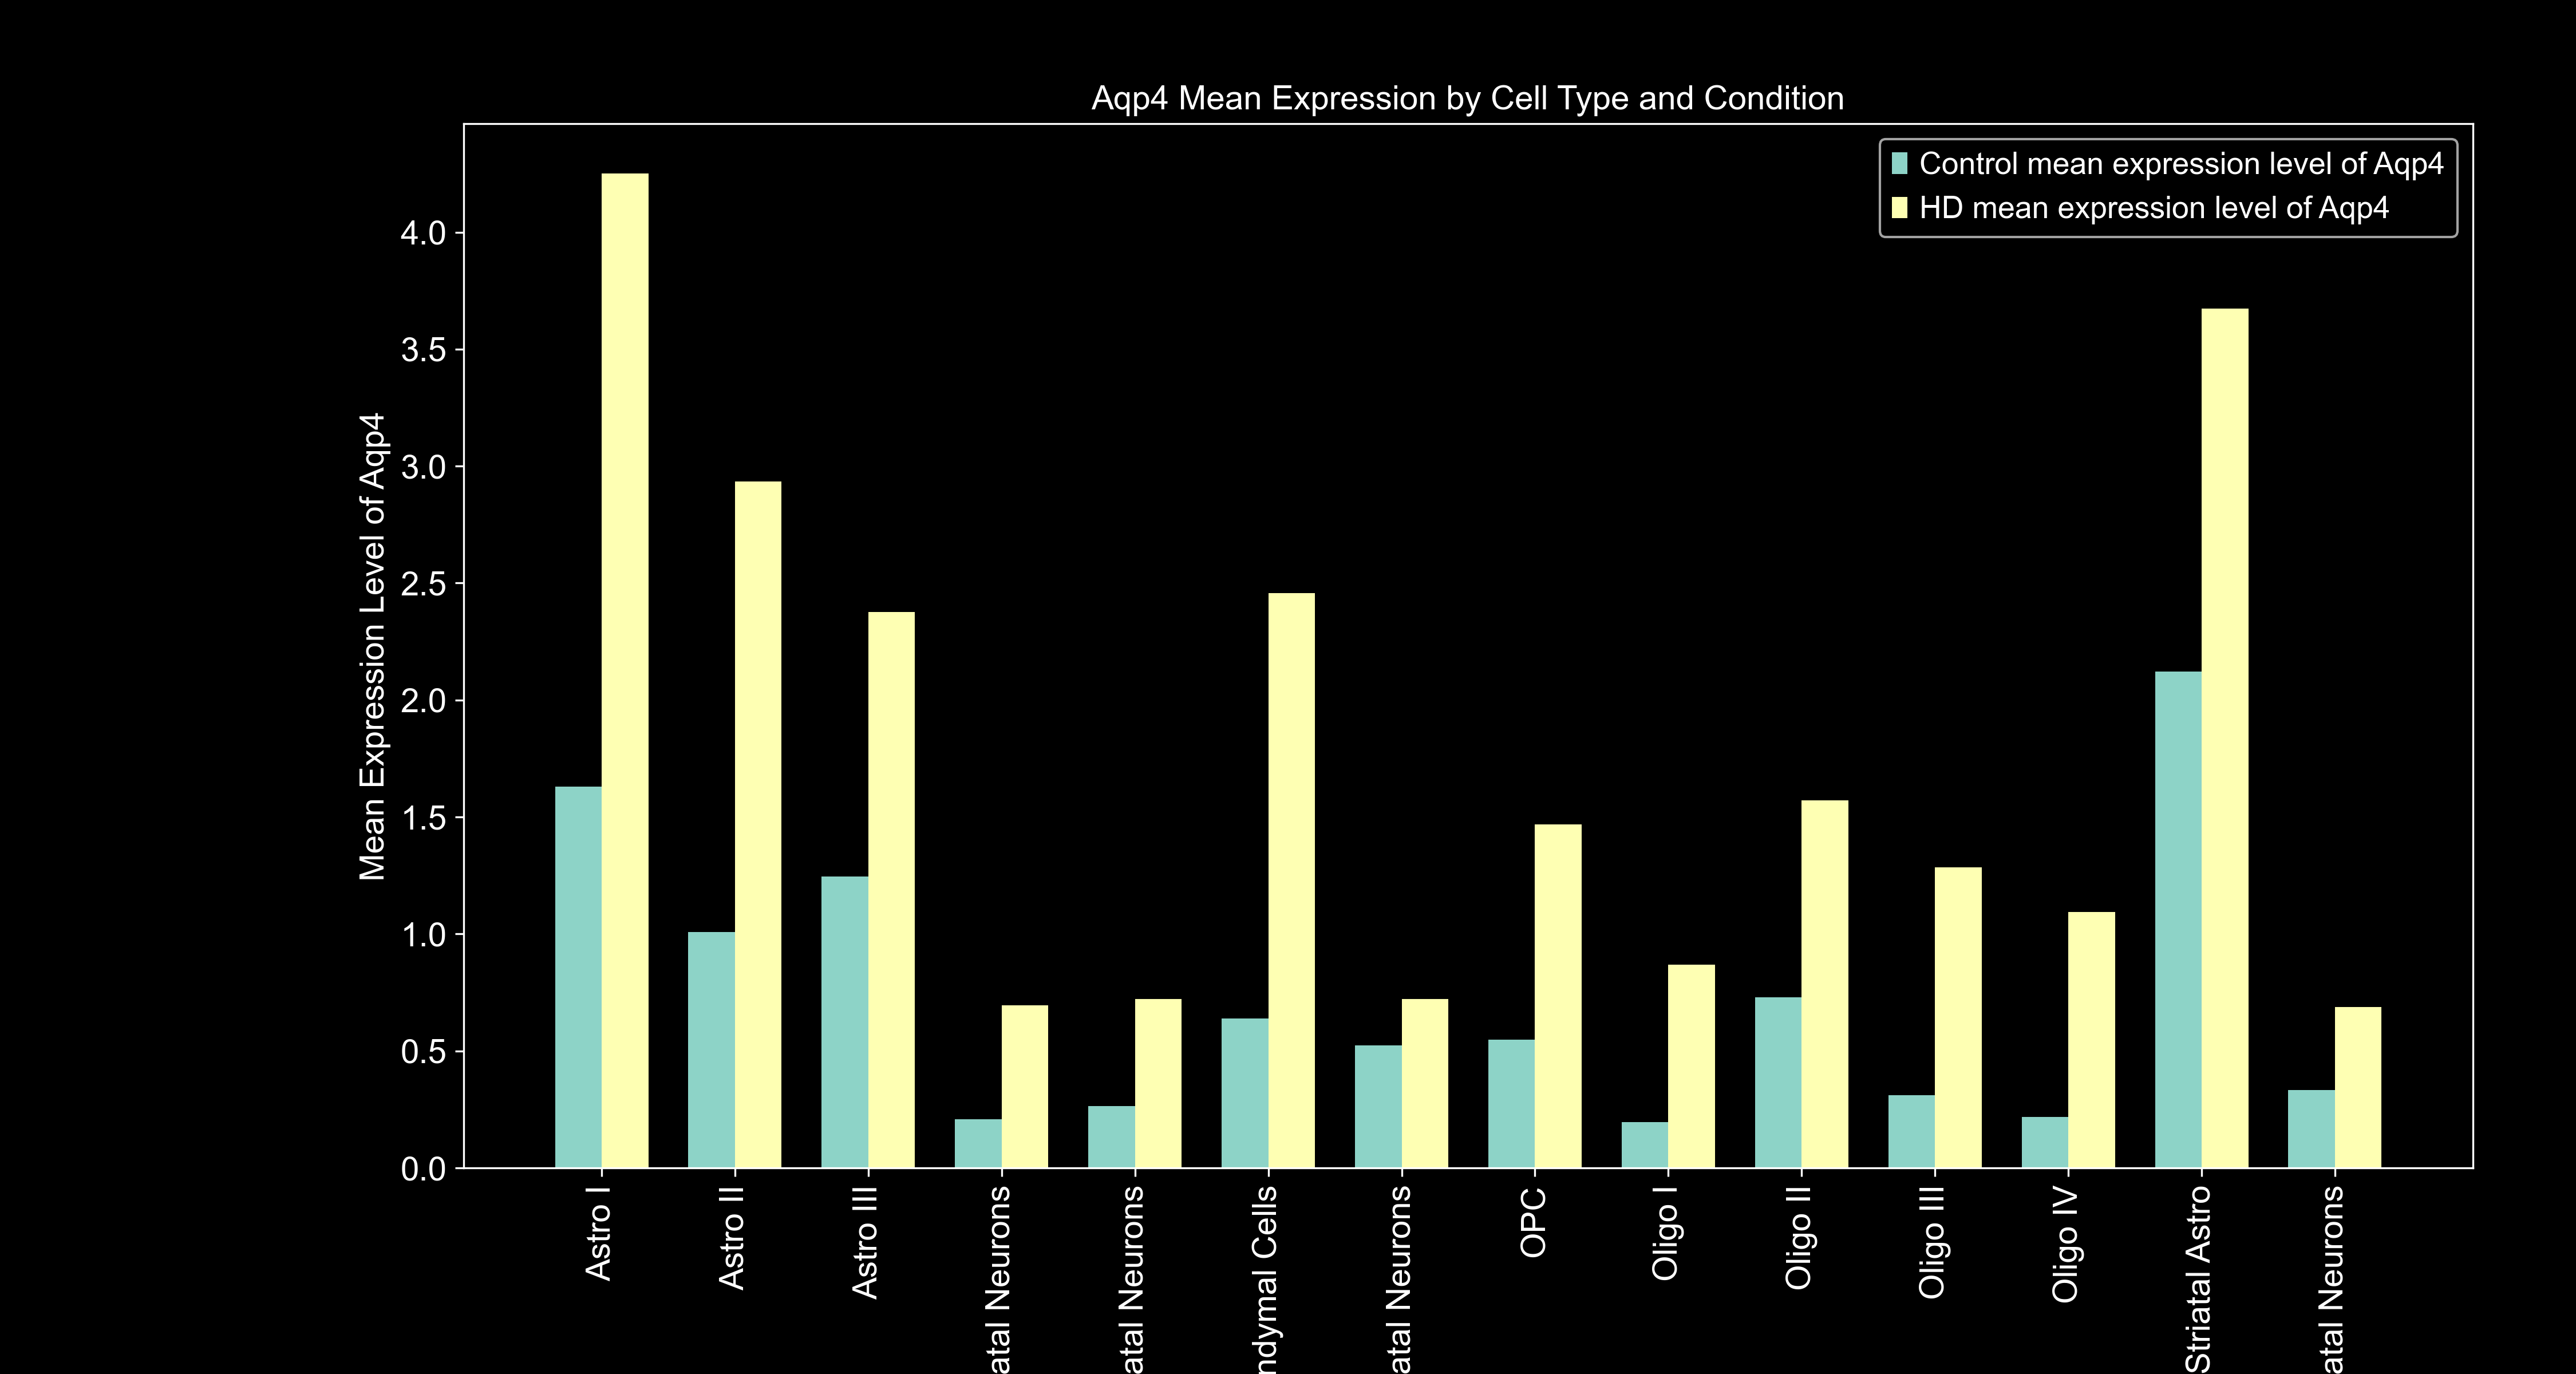 Aqp4 Mean Expression by Cell Type and Condition
Control mean expression level of Aqp4
HD mean expression level of Aqp4
Mean Expression Level of Aqp4
4.0
3.5
3.0
2.5
2.0
1.5
1.0
0.5
0.0
Astro I
Astro II
Astro III
atal Neurons
atal Neurons
ndymal Cells
atal Neurons
OPC
Oligo I
Oligo II
Oligo III
Oligo IV
Striatal Astro
atal Neurons